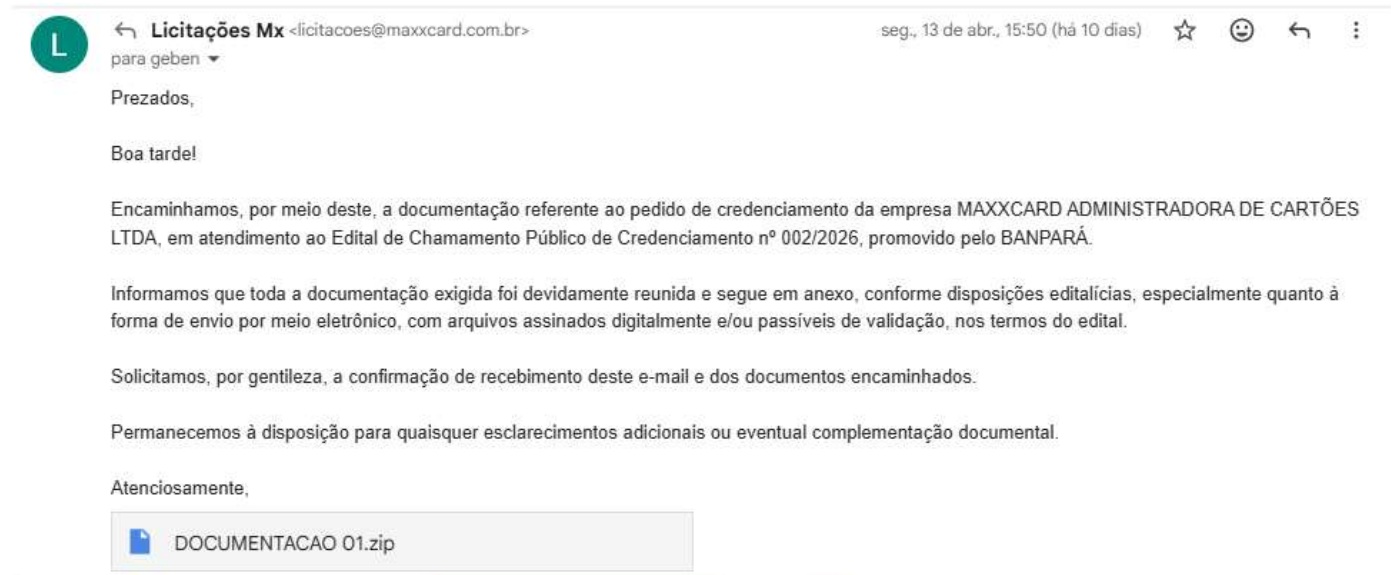 L
Licitações Mx <licitacoes@maxxcard.com.br>
seg., 13 de abr., 15:50 (há 10 dias)
para geben
Prezados,
Boa tarde!
Encaminhamos, por meio deste, a documentação referente ao pedido de credenciamento da empresa MAXXCARD ADMINISTRADORA DE CARTÕES
LTDA, em atendimento ao Edital de Chamamento Público de Credenciamento nº 002/2026, promovido pelo BANPARÁ.
Informamos que toda a documentação exigida foi devidamente reunida e segue em anexo, conforme disposições editalícias, especialmente quanto à
forma de envio por meio eletrônico, com arquivos assinados digitalmente e/ou passíveis de validação, nos termos do edital.
Solicitamos, por gentileza, a confirmação de recebimento deste e-mail e dos documentos encaminhados.
Permanecemos à disposição para quaisquer esclarecimentos adicionais ou eventual complementação documental.
Atenciosamente,
DOCUMENTACAO 01.zip